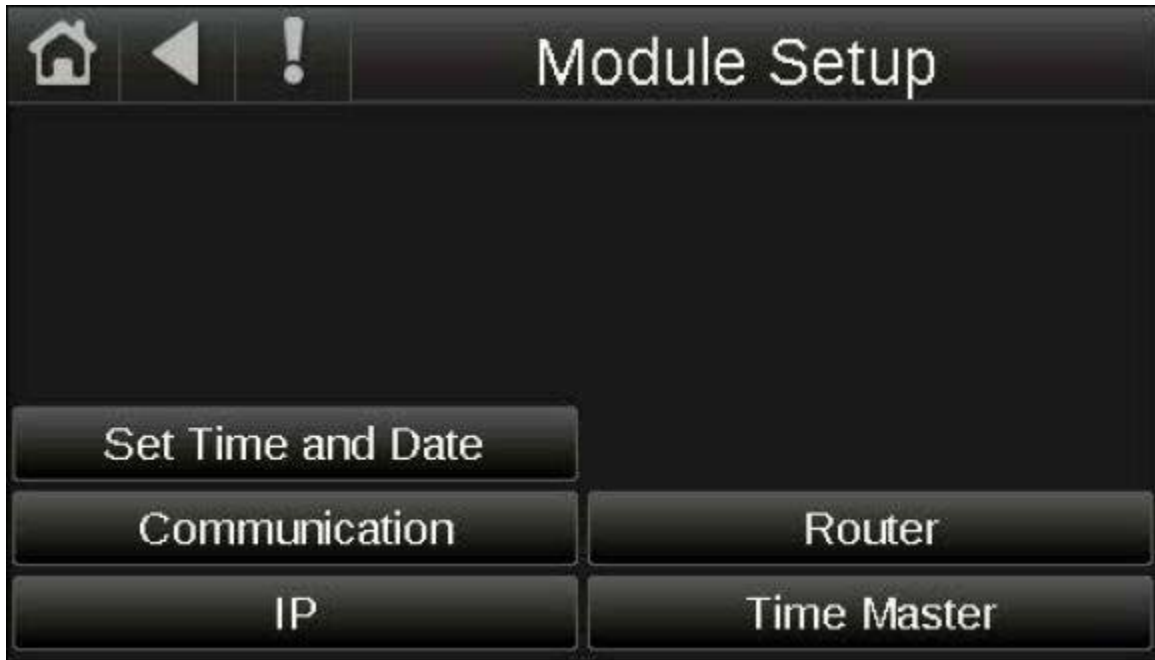 Module Setup
Set Time and Date
Communication
Router
IP
Time Master